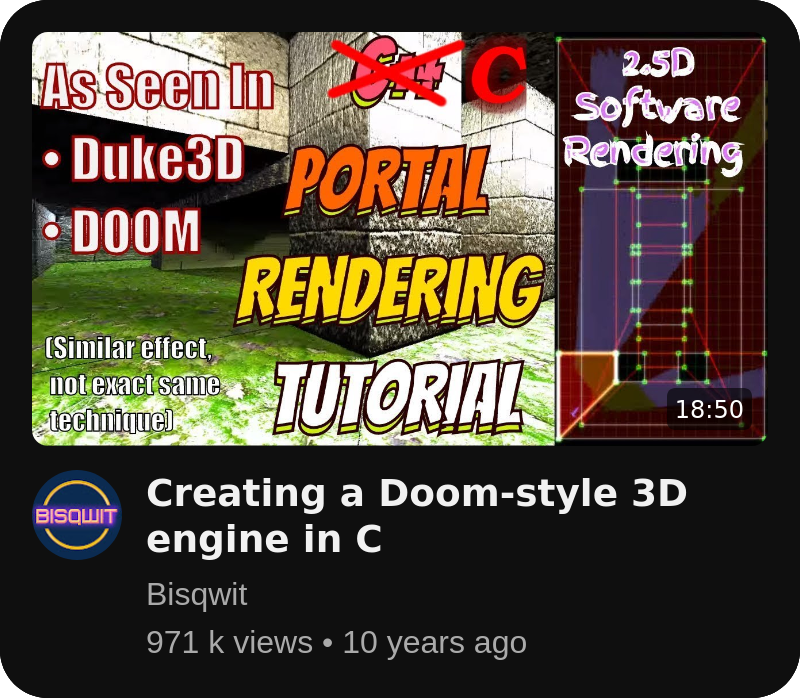 As Seen In
• Duke3D
• DOOM
(Similar effect,
not exact same
technique)
C++ C
PORTAL
RENDERING
TUTORIAL
2.5D
Software
Rendering
18:50
BISQWIT
Creating a Doom-style 3D
engine in C
Bisqwit
971 k views • 10 years ago